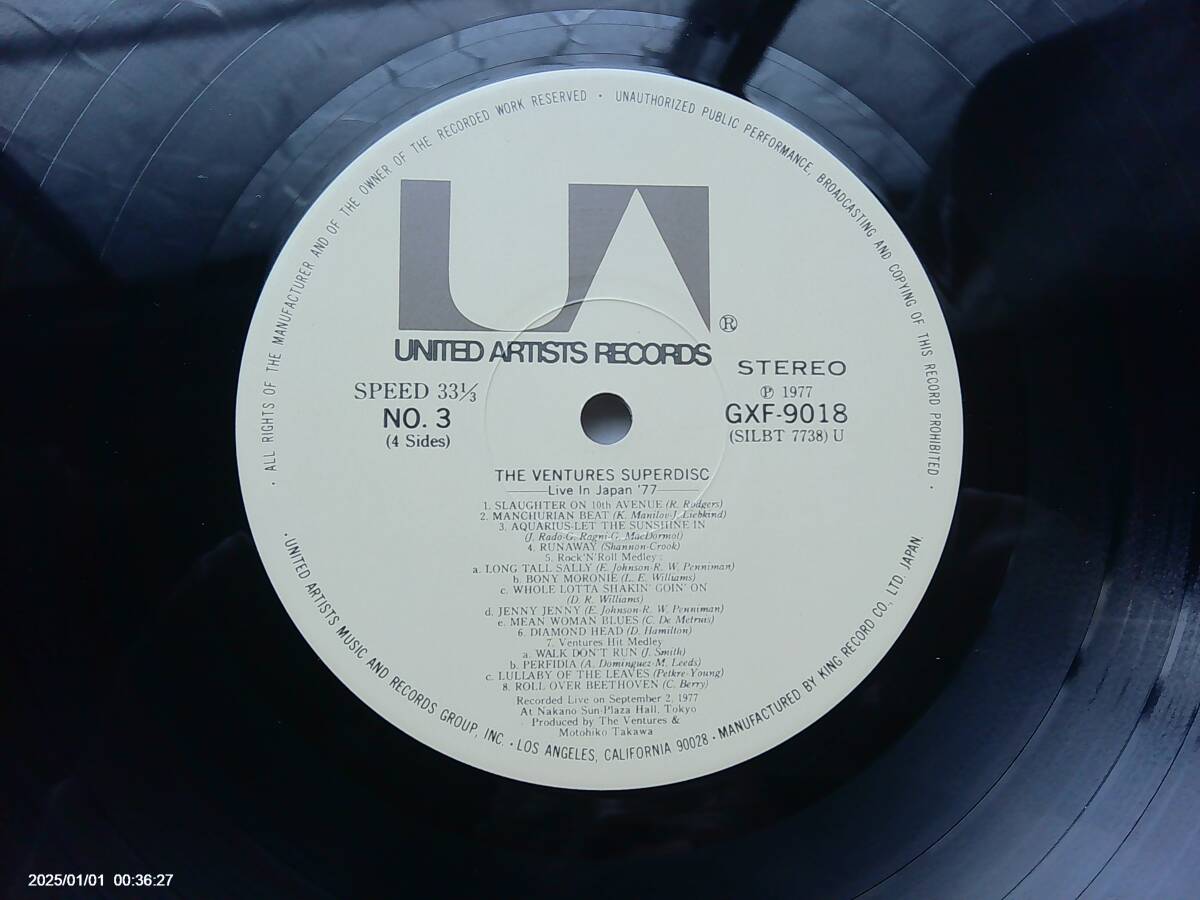 · ALL RIGHTS OF THE MANUFACTURER AND OF THE OWNER OF THE RECORDED WORK RESERVED · UNAUTHORIZED PUBLIC PERFORMANCE, BROADCASTING AND COPYING OF THIS RECORD PROHIBITED ·
UA
®
UNITED ARTISTS RECORDS
SPEED 33⅓
NO. 3
(4 Sides)
STEREO
Ⓟ 1977
GXF-9018
(SILBT 7738) U
THE VENTURES SUPERDISC
Live In Japan '77
1. SLAUGHTER ON 10th AVENUE (R. Rodgers)
2. MANCHURIAN BEAT (K. Manilov-J. Liebkind)
3. AQUARIUS-LET THE SUNSHINE IN
(J. Rado-G. Ragni-G. MacDormot)
4. RUNAWAY (Shannon-Crook)
5. Rock'N'Roll Medley:
a. LONG TALL SALLY (E. Johnson-R. W. Penniman)
b. BONY MORONIE (L. E. Williams)
c. WHOLE LOTTA SHAKIN' GOIN' ON
(D. R. Williams)
d. JENNY JENNY (E. Johnson-R. W. Penniman)
e. MEAN WOMAN BLUES (C. De Metruis)
6. DIAMOND HEAD (D. Hamilton)
7. Ventures Hit Medley
a. WALK DON'T RUN (J. Smith)
b. PERFIDIA (A. Dominguez-M. Leeds)
c. LULLABY OF THE LEAVES (Petkre-Young)
8. ROLL OVER BEETHOVEN (C. Berry)
Recorded Live on September 2, 1977
At Nakano Sun-Plaza Hall, Tokyo
Produced by The Ventures &
Motohiko Takawa
· UNITED ARTISTS MUSIC AND RECORDS GROUP, INC. · LOS ANGELES, CALIFORNIA 90028 · MANUFACTURED BY KING RECORD CO., LTD. JAPAN
2025/01/01 00:36:27